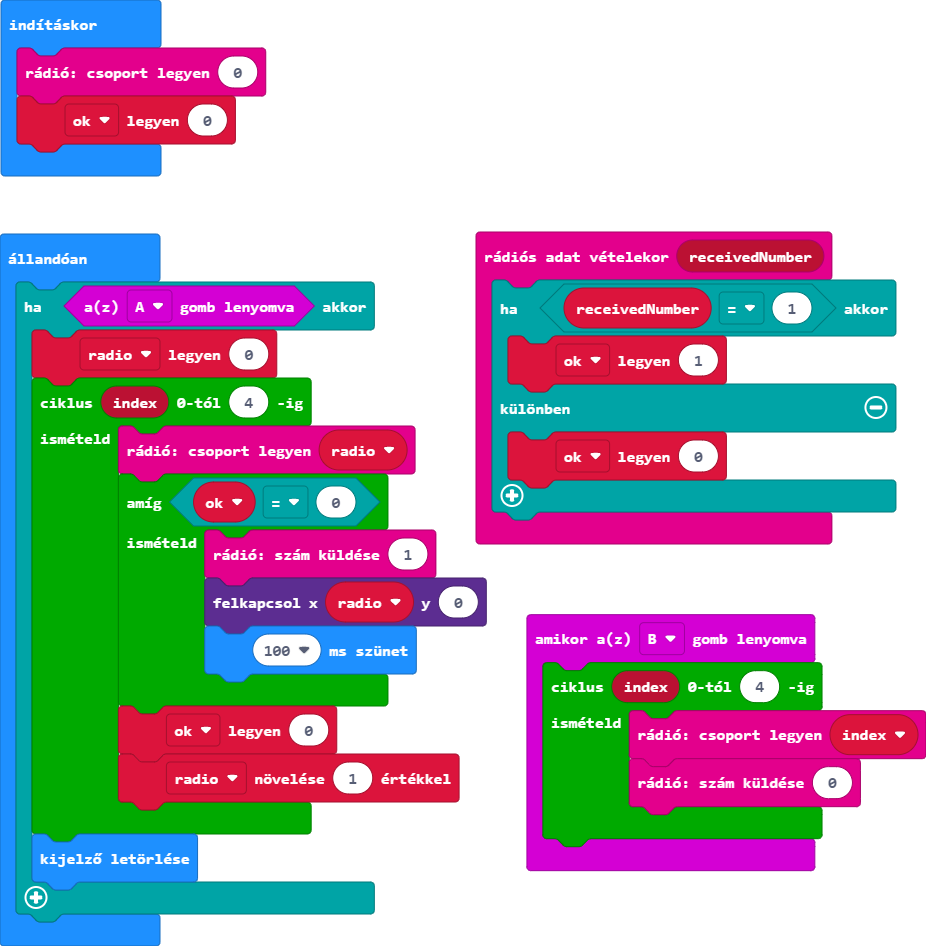 indításkor
rádió: csoport legyen 0
ok legyen 0
állandóan
ha a(z) A gomb lenyomva akkor
radio legyen 0
ciklus index 0-tól 4 -ig
ismételd
rádió: csoport legyen radio
amíg ok = 0
ismételd
rádió: szám küldése 1
felkapcsol x radio y 0
100 ms szünet
ok legyen 0
radio növelése 1 értékkel
kijelző letörlése
rádiós adat vételekor receivedNumber
ha receivedNumber = 1 akkor
ok legyen 1
különben
ok legyen 0
amikor a(z) B gomb lenyomva
ciklus index 0-tól 4 -ig
ismételd
rádió: csoport legyen index
rádió: szám küldése 0